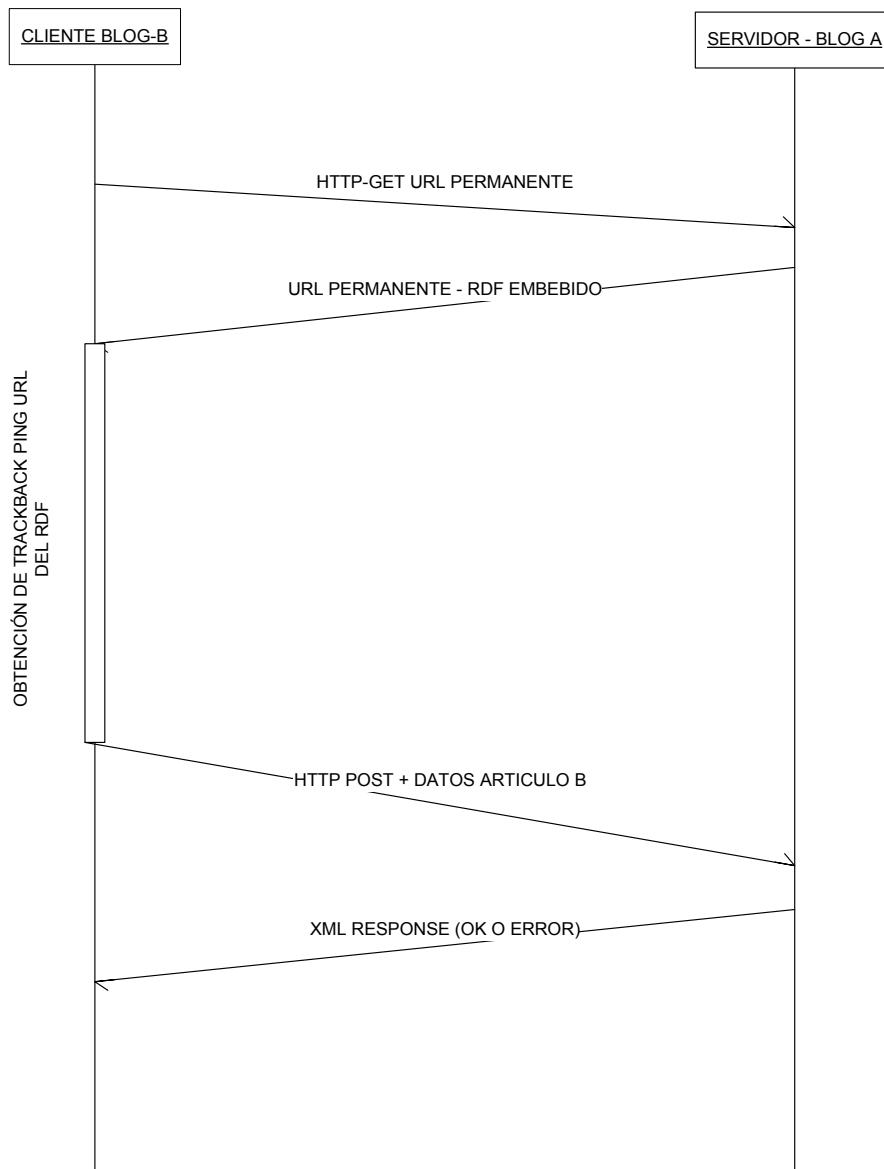 CLIENTE BLOG-B
SERVIDOR - BLOG A
HTTP-GET URL PERMANENTE
URL PERMANENTE - RDF EMBEBIDO
OBTENCIÓN DE TRACKBACK PING URL
DEL RDF
HTTP POST + DATOS ARTICULO B
XML RESPONSE (OK O ERROR)